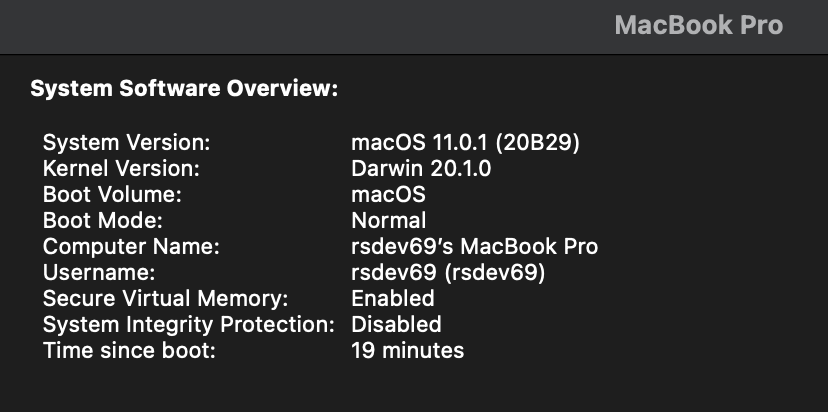 MacBook Pro
System Software Overview:
System Version: macOS 11.0.1 (20B29)
Kernel Version: Darwin 20.1.0
Boot Volume: macOS
Boot Mode: Normal
Computer Name: rsdev69’s MacBook Pro
Username: rsdev69 (rsdev69)
Secure Virtual Memory: Enabled
System Integrity Protection: Disabled
Time since boot: 19 minutes